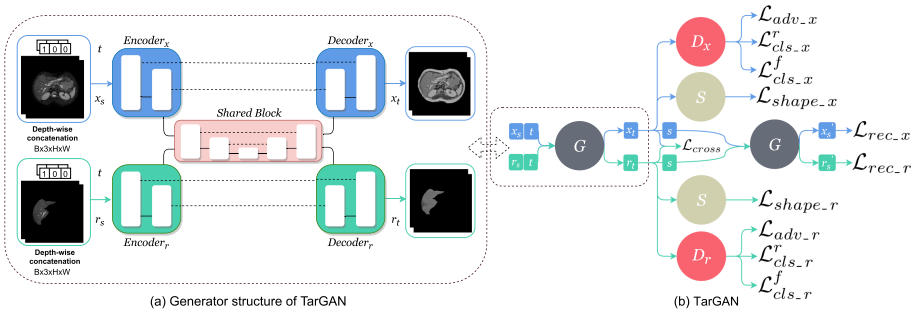 1 0 0
t
x_s
Depth-wise
concatenation
Bx3xHxW
Encoder_x
Decoder_x
x_t
Shared Block
1 0 0
t
r_s
Depth-wise
concatenation
Bx3xHxW
Encoder_r
Decoder_r
r_t
(a) Generator structure of TarGAN
x_s t
r_s t
G
x_t
r_t
s
s
ℒ_cross
G
x_s'
r_s'
ℒ_rec_x
ℒ_rec_r
D_x
ℒ_adv_x
ℒ^r_cls_x
ℒ^f_cls_x
S
ℒ_shape_x
S
ℒ_shape_r
D_r
ℒ_adv_r
ℒ^r_cls_r
ℒ^f_cls_r
(b) TarGAN